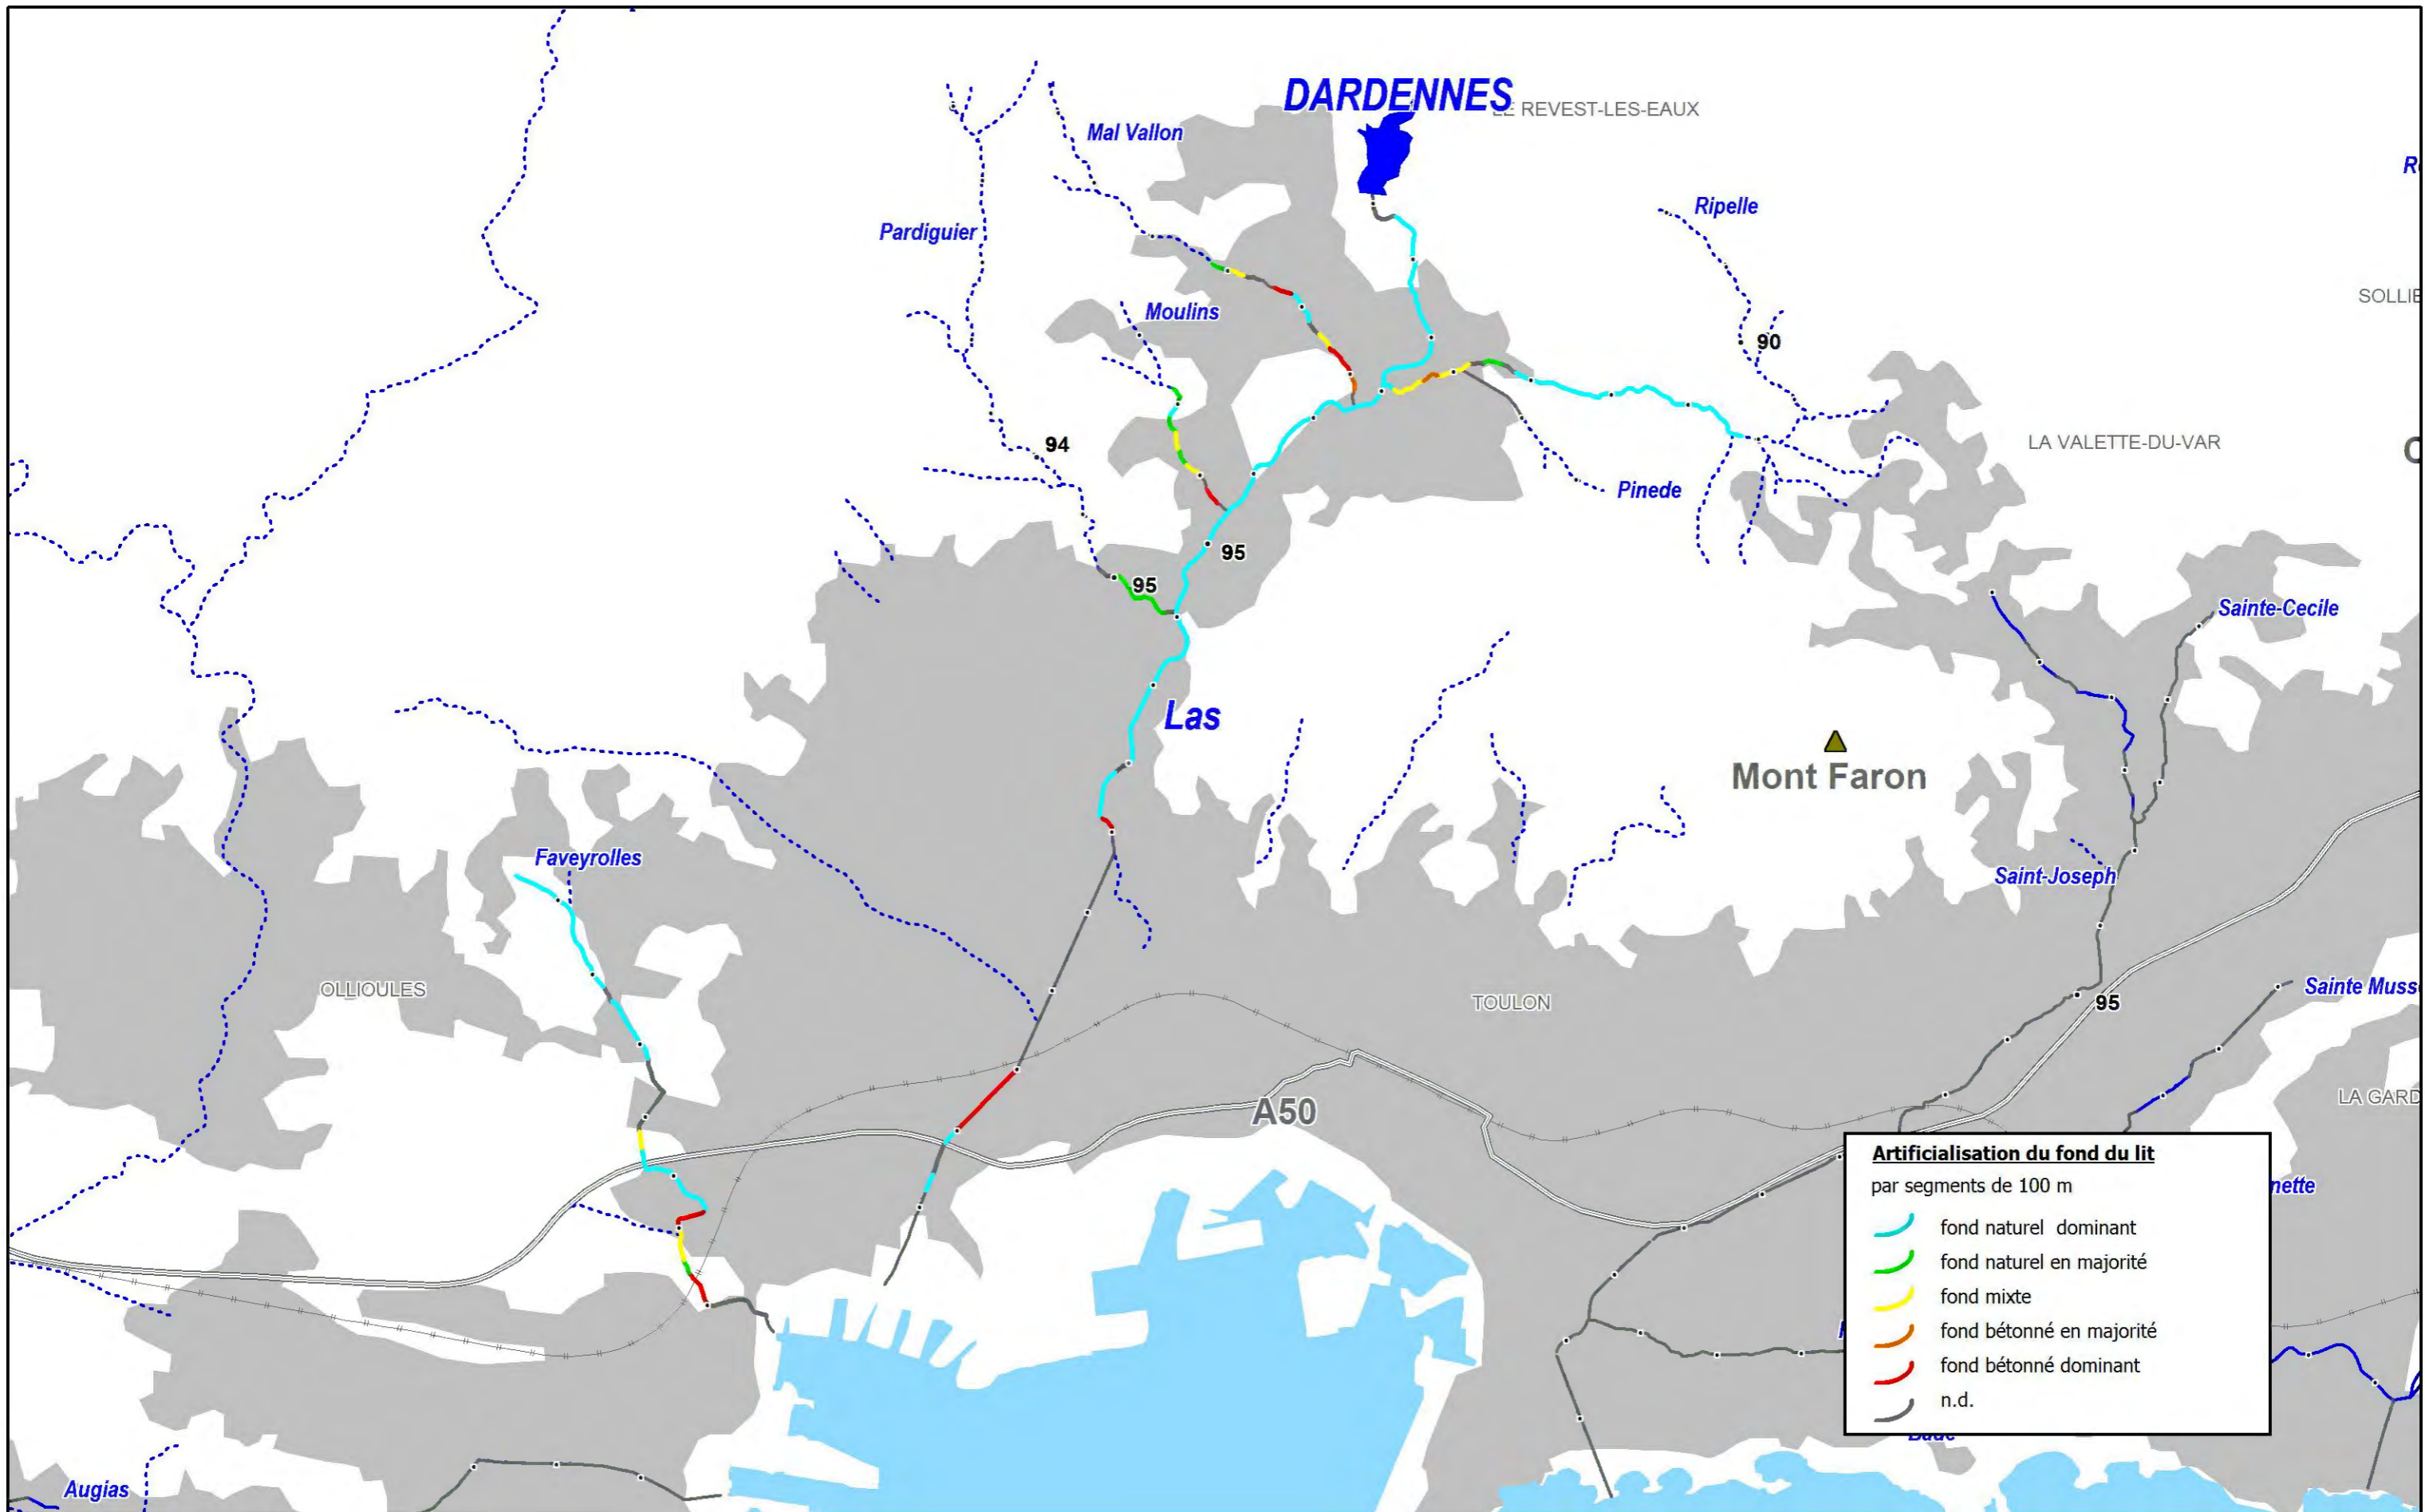 DARDENNES
LE REVEST-LES-EAUX
Mal Vallon
Ripelle
Pardiguier
SOLLIE
Moulins
90
94
LA VALETTE-DU-VAR
Pinede
95
95
Sainte-Cecile
Las
Mont Faron
Faveyrolles
Saint-Joseph
OLLIOULES
TOULON
Sainte Muss
95
LA GARD
A50
Artificialisation du fond du lit
par segments de 100 m
nette
fond naturel dominant
fond naturel en majorité
fond mixte
fond bétonné en majorité
fond bétonné dominant
n.d.
Augias